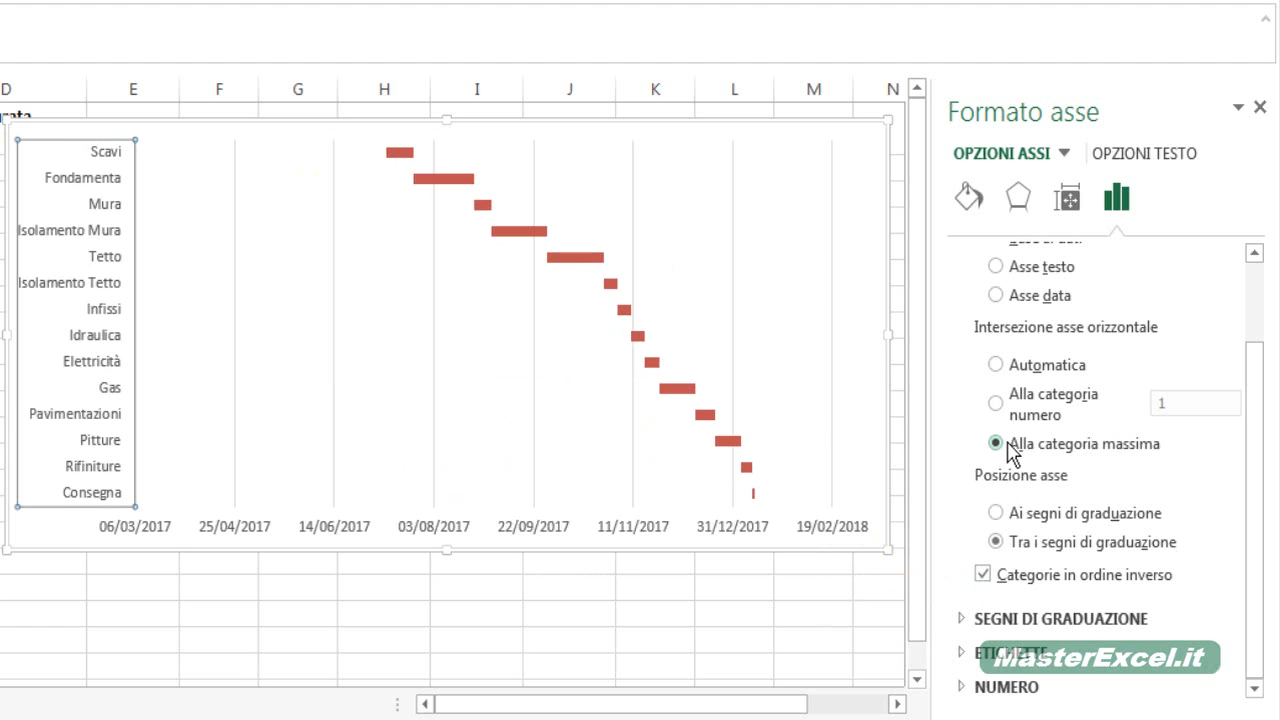 D E F G H I J K L M N
Formato asse
OPZIONI ASSI OPZIONI TESTO
Asse testo
Asse data
Intersezione asse orizzontale
Automatica
Alla categoria
numero
1
Alla categoria massima
Posizione asse
Ai segni di graduazione
Tra i segni di graduazione
Categorie in ordine inverso
SEGNI DI GRADUAZIONE
ETICHETTE
NUMERO
MasterExcel.it
Scavi
Fondamenta
Mura
Isolamento Mura
Tetto
Isolamento Tetto
Infissi
Idraulica
Elettricità
Gas
Pavimentazioni
Pitture
Rifiniture
Consegna
06/03/2017 25/04/2017 14/06/2017 03/08/2017 22/09/2017 11/11/2017 31/12/2017 19/02/2018